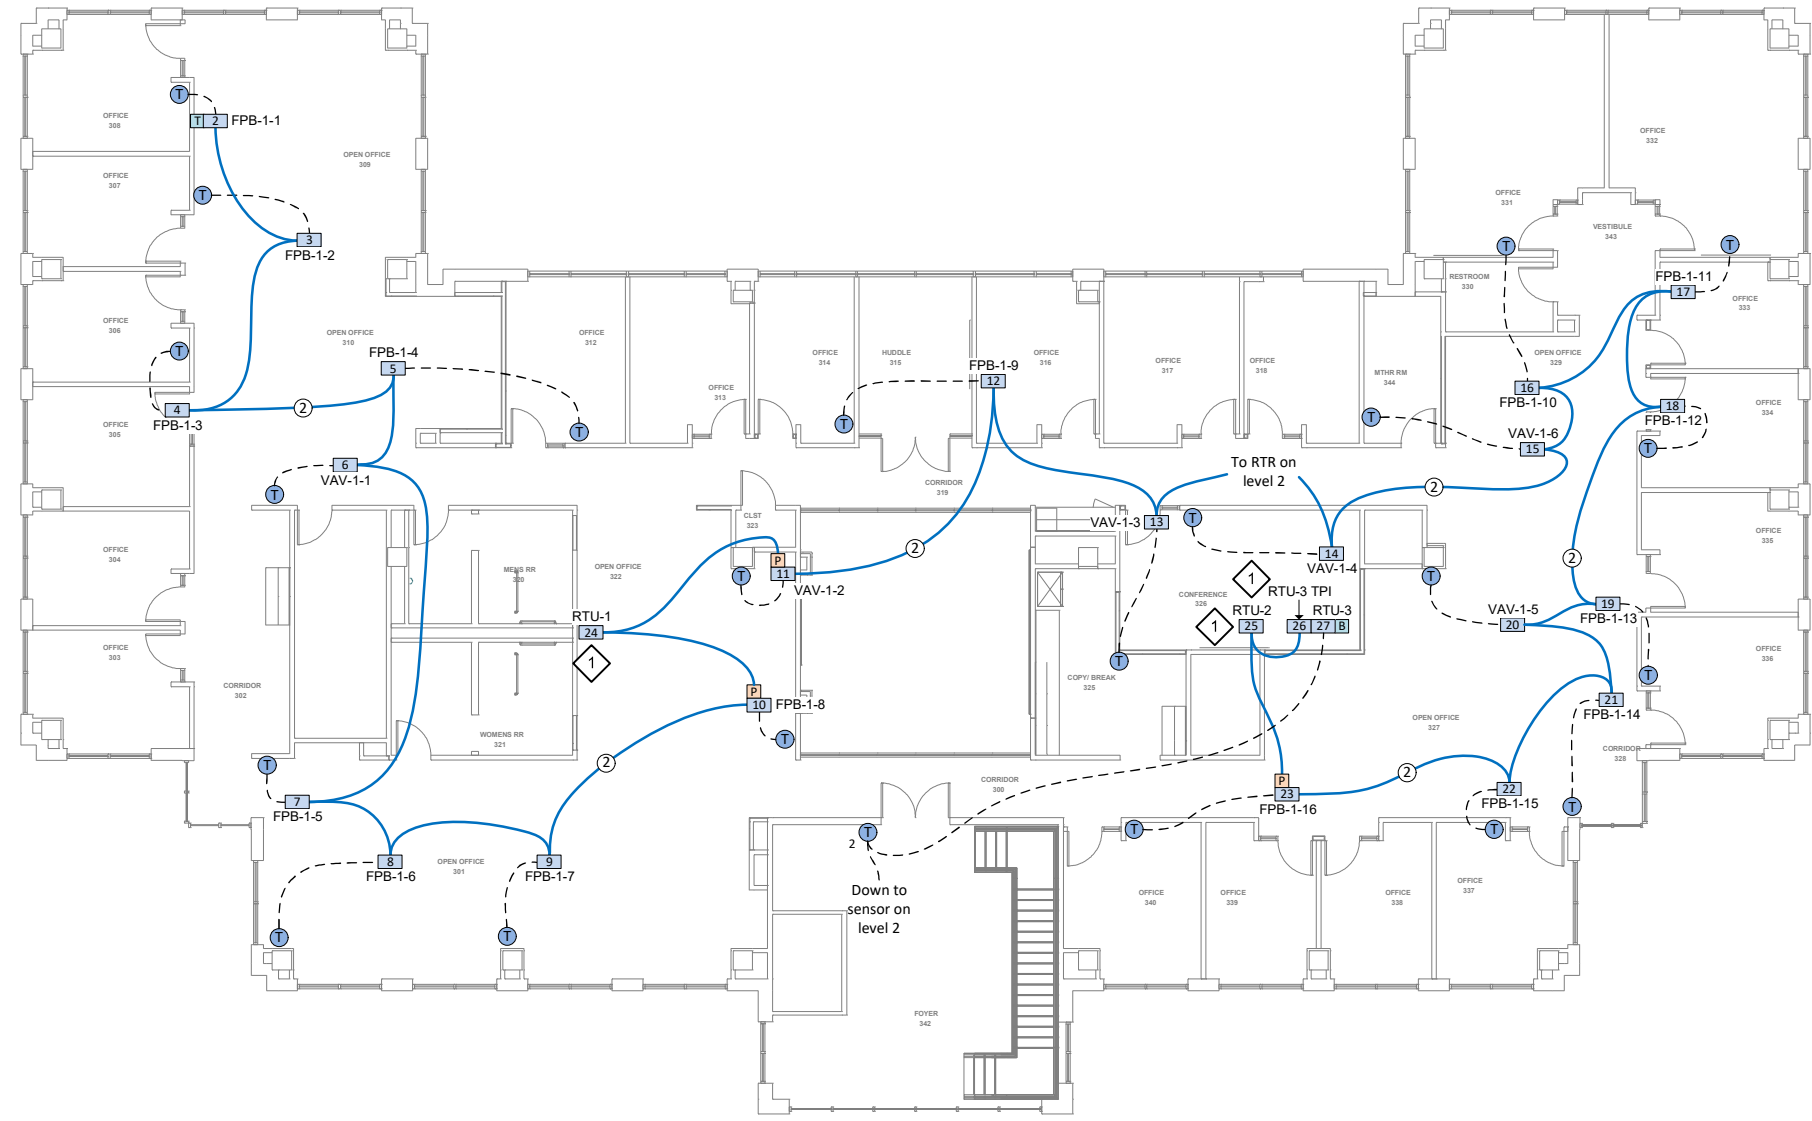 T
OFFICE
308
T 2 FPB-1-1
OPEN OFFICE
309
OFFICE
307
T
3
FPB-1-2
OFFICE
306
T
4
FPB-1-3
2
OPEN OFFICE
310
FPB-1-4
5
OFFICE
305
6
VAV-1-1
T
OFFICE
304
OFFICE
303
CORRIDOR
302
OFFICE
312
T
OFFICE
313
OFFICE
314
T
HUDDLE
315
FPB-1-9
12
OFFICE
316
OFFICE
317
OFFICE
318
MTHR RM
344
T
CORRIDOR
319
To RTR on
level 2
CLST
323
P
11
VAV-1-2
T
2
MENS RR
320
OPEN OFFICE
322
RTU-1
24
1
WOMENS RR
321
P
10 FPB-1-8
T
2
T
7
FPB-1-5
8
FPB-1-6
OPEN OFFICE
301
9
FPB-1-7
T
T
VAV-1-3 13
T
14
VAV-1-4
1
CONFERENCE
326
RTU-3 TPI
RTU-2
RTU-3
1
25
26 27 B
T
COPY/ BREAK
325
CORRIDOR
300
T
2
Down to
sensor on
level 2
FOYER
342
OFFICE
332
OFFICE
331
VESTIBULE
343
T
T
RESTROOM
330
FPB-1-11
17
OFFICE
333
OPEN OFFICE
329
16
FPB-1-10
VAV-1-6
15
2
18
FPB-1-12
T
OFFICE
334
OFFICE
335
2
T
VAV-1-5
20
19
FPB-1-13
OFFICE
336
T
21
FPB-1-14
OPEN OFFICE
327
CORRIDOR
328
2
P
23
FPB-1-16
T
22
FPB-1-15
T
T
OFFICE
340
OFFICE
339
OFFICE
338
OFFICE
337